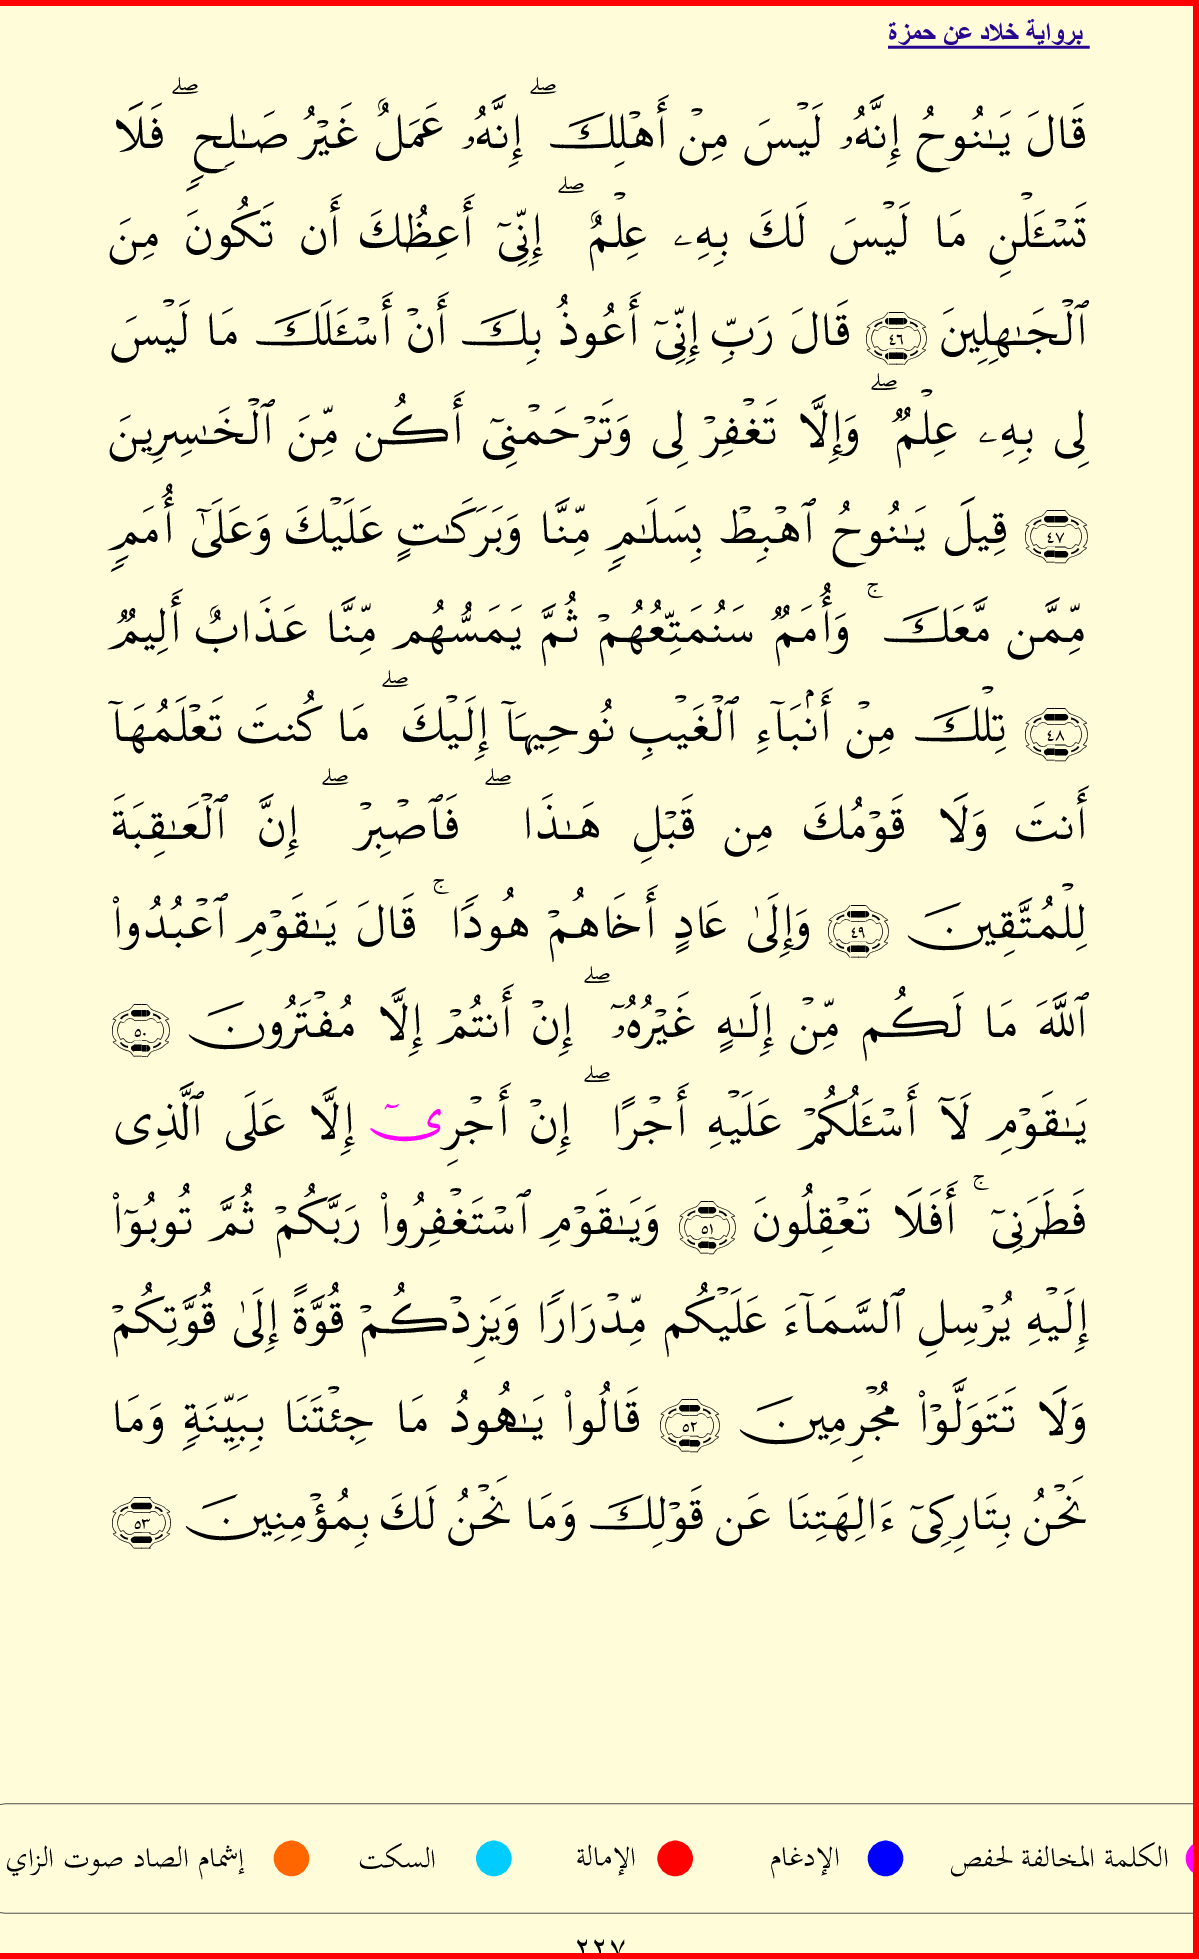 برواية خلاد عن حمزة
قَالَ يَـٰنُوحُ إِنَّهُۥ لَيۡسَ مِنۡ أَهۡلِكَۖ إِنَّهُۥ عَمَلٌ غَيۡرُ صَـٰلِحٍۖ فَلَا
تَسۡـَٔلۡنِ مَا لَيۡسَ لَكَ بِهِۦ عِلۡمٌۖ إِنِّىٓ أَعِظُكَ أَن تَكُونَ مِنَ
ٱلۡجَـٰهِلِينَ ٤٦ قَالَ رَبِّ إِنِّىٓ أَعُوذُ بِكَ أَنۡ أَسۡـَٔلَكَ مَا لَيۡسَ
لِى بِهِۦ عِلۡمٌۖ وَإِلَّا تَغۡفِرۡ لِى وَتَرۡحَمۡنِىٓ أَكُن مِّنَ ٱلۡخَـٰسِرِينَ
٤٧ قِيلَ يَـٰنُوحُ ٱهۡبِطۡ بِسَلَـٰمٍ مِّنَّا وَبَرَكَـٰتٍ عَلَيۡكَ وَعَلَىٰٓ أُمَمٍ
مِّمَّن مَّعَكَۚ وَأُمَمٌ سَنُمَتِّعُهُمۡ ثُمَّ يَمَسُّهُم مِّنَّا عَذَابٌ أَلِيمٌ
٤٨ تِلۡكَ مِنۡ أَنۢبَآءِ ٱلۡغَيۡبِ نُوحِيهَآ إِلَيۡكَۖ مَا كُنتَ تَعۡلَمُهَآ
أَنتَ وَلَا قَوۡمُكَ مِن قَبۡلِ هَـٰذَاۖ فَٱصۡبِرۡۖ إِنَّ ٱلۡعَـٰقِبَةَ
لِلۡمُتَّقِينَ ٤٩ وَإِلَىٰ عَادٍ أَخَاهُمۡ هُودًاۚ قَالَ يَـٰقَوۡمِ ٱعۡبُدُواْ
ٱللَّهَ مَا لَكُم مِّنۡ إِلَـٰهٍ غَيۡرُهُۥٓۖ إِنۡ أَنتُمۡ إِلَّا مُفۡتَرُونَ ٥٠
يَـٰقَوۡمِ لَآ أَسۡـَٔلُكُمۡ عَلَيۡهِ أَجۡرًاۖ إِنۡ أَجۡرِىٓ إِلَّا عَلَى ٱلَّذِى
فَطَرَنِىٓۚ أَفَلَا تَعۡقِلُونَ ٥١ وَيَـٰقَوۡمِ ٱسۡتَغۡفِرُواْ رَبَّكُمۡ ثُمَّ تُوبُوٓاْ
إِلَيۡهِ يُرۡسِلِ ٱلسَّمَآءَ عَلَيۡكُم مِّدۡرَارًا وَيَزِدۡكُمۡ قُوَّةً إِلَىٰ قُوَّتِكُمۡ
وَلَا تَتَوَلَّوۡاْ مُجۡرِمِينَ ٥٢ قَالُواْ يَـٰهُودُ مَا جِئۡتَنَا بِبَيِّنَةٍ وَمَا
نَحۡنُ بِتَارِكِىٓ ءَالِهَتِنَا عَن قَوۡلِكَ وَمَا نَحۡنُ لَكَ بِمُؤۡمِنِينَ ٥٣
الكلمة المخالفة لحفص الإدغام الإمالة السكت إشمام الصاد صوت الزاي
٢٢٧